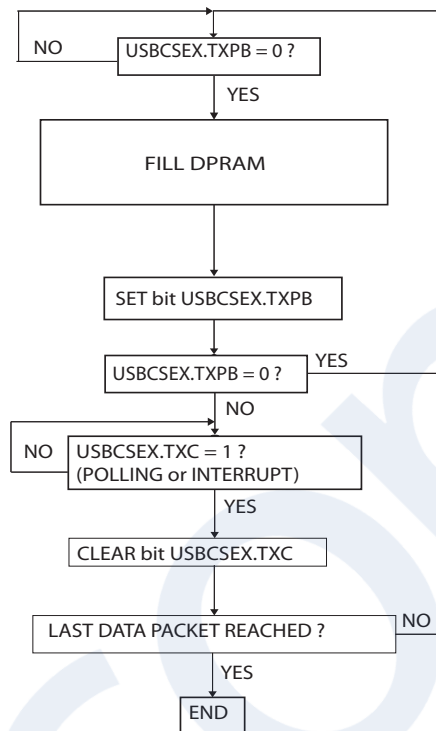 USBCSEX.TXPB = 0 ?
NO
YES
FILL DPRAM
SET bit USBCSEX.TXPB
USBCSEX.TXPB = 0 ?
YES
NO
NO
USBCSEX.TXC = 1 ?
(POLLING or INTERRUPT)
YES
CLEAR bit USBCSEX.TXC
LAST DATA PACKET REACHED ?
NO
YES
END